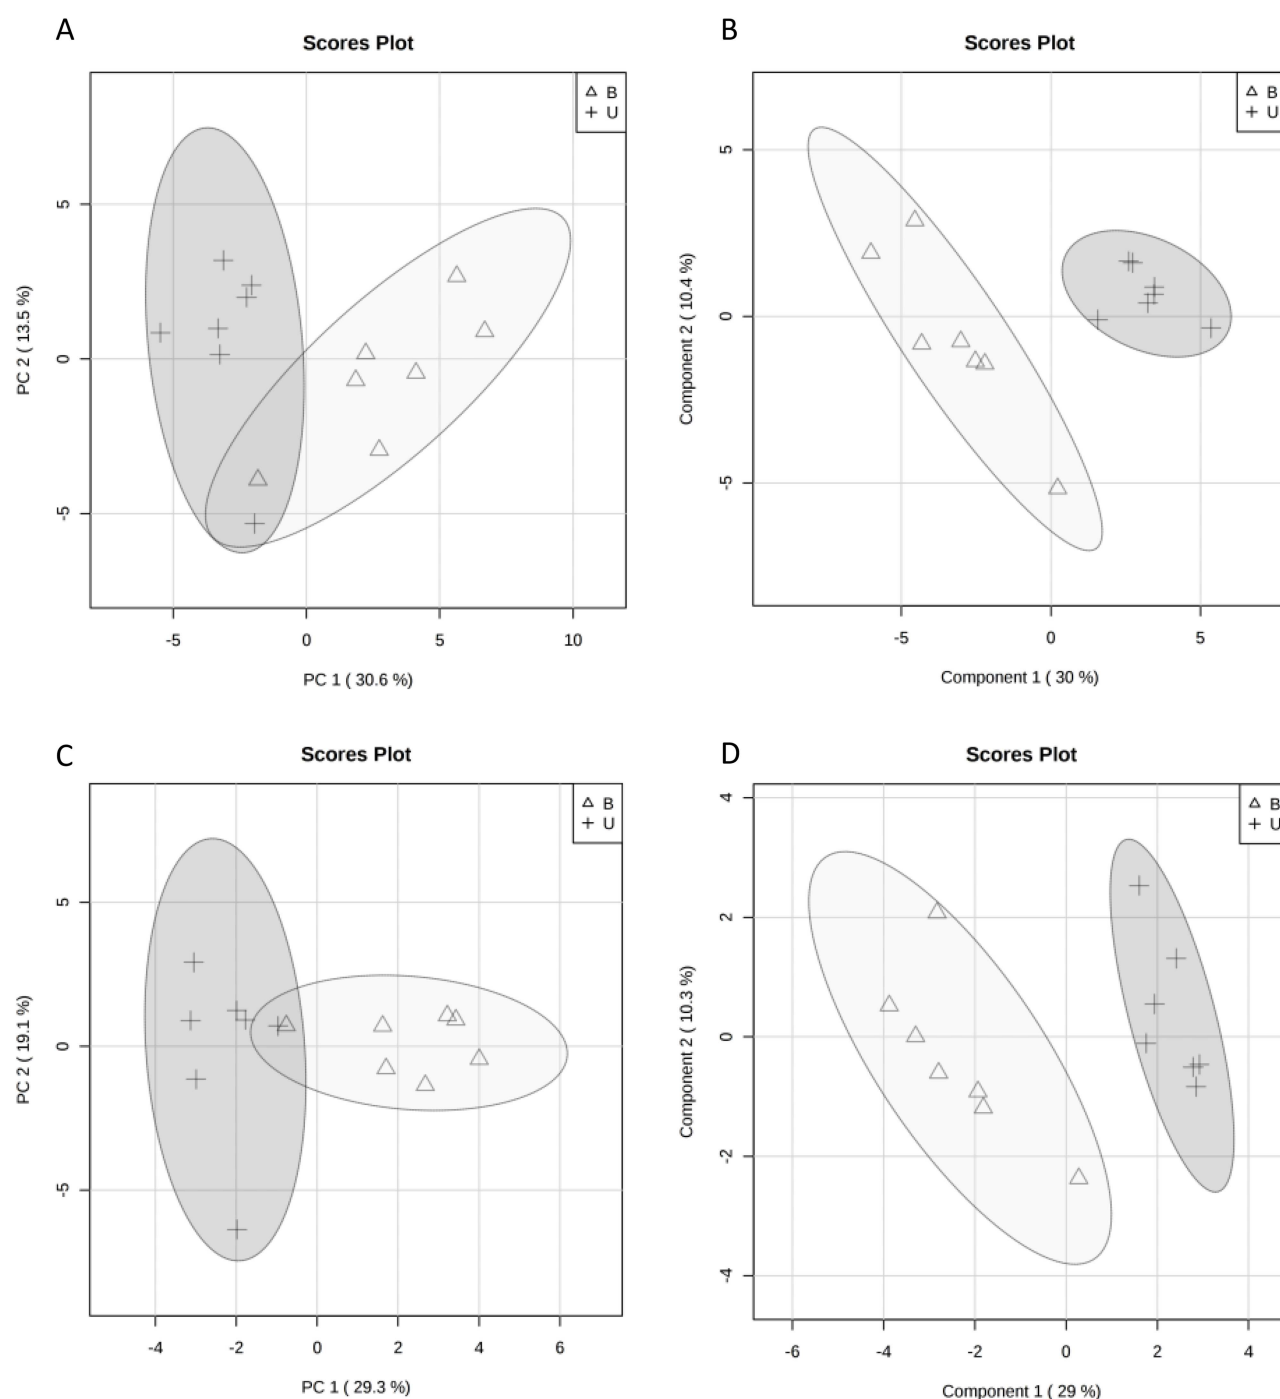 A
Scores Plot
B
U
5
0
-5
PC 2 ( 13.5 %)
-5 0 5 10
PC 1 ( 30.6 %)
B
Scores Plot
B
U
5
0
-5
Component 2 ( 10.4 %)
-5 0 5
Component 1 ( 30 %)
C
Scores Plot
B
U
5
0
-5
PC 2 ( 19.1 %)
-4 -2 0 2 4 6
PC 1 ( 29.3 %)
D
Scores Plot
B
U
4
2
0
-2
-4
Component 2 ( 10.3 %)
-6 -4 -2 0 2 4
Component 1 ( 29 %)